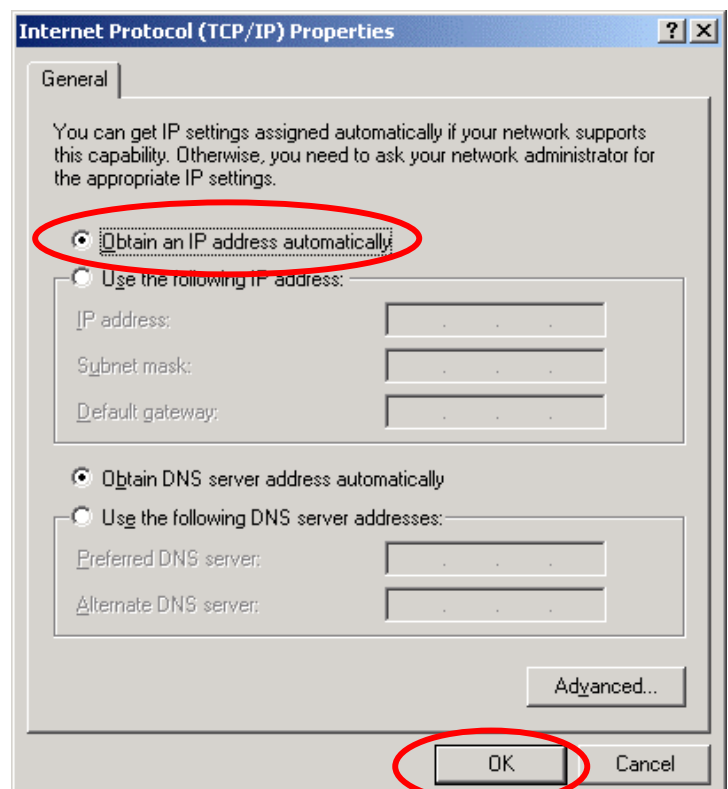 Internet Protocol (TCP/IP) Properties
General
You can get IP settings assigned automatically if your network supports
this capability. Otherwise, you need to ask your network administrator for
the appropriate IP settings.
Obtain an IP address automatically
Use the following IP address:
IP address:
Subnet mask:
Default gateway:
Obtain DNS server address automatically
Use the following DNS server addresses:
Preferred DNS server:
Alternate DNS server:
Advanced...
OK Cancel